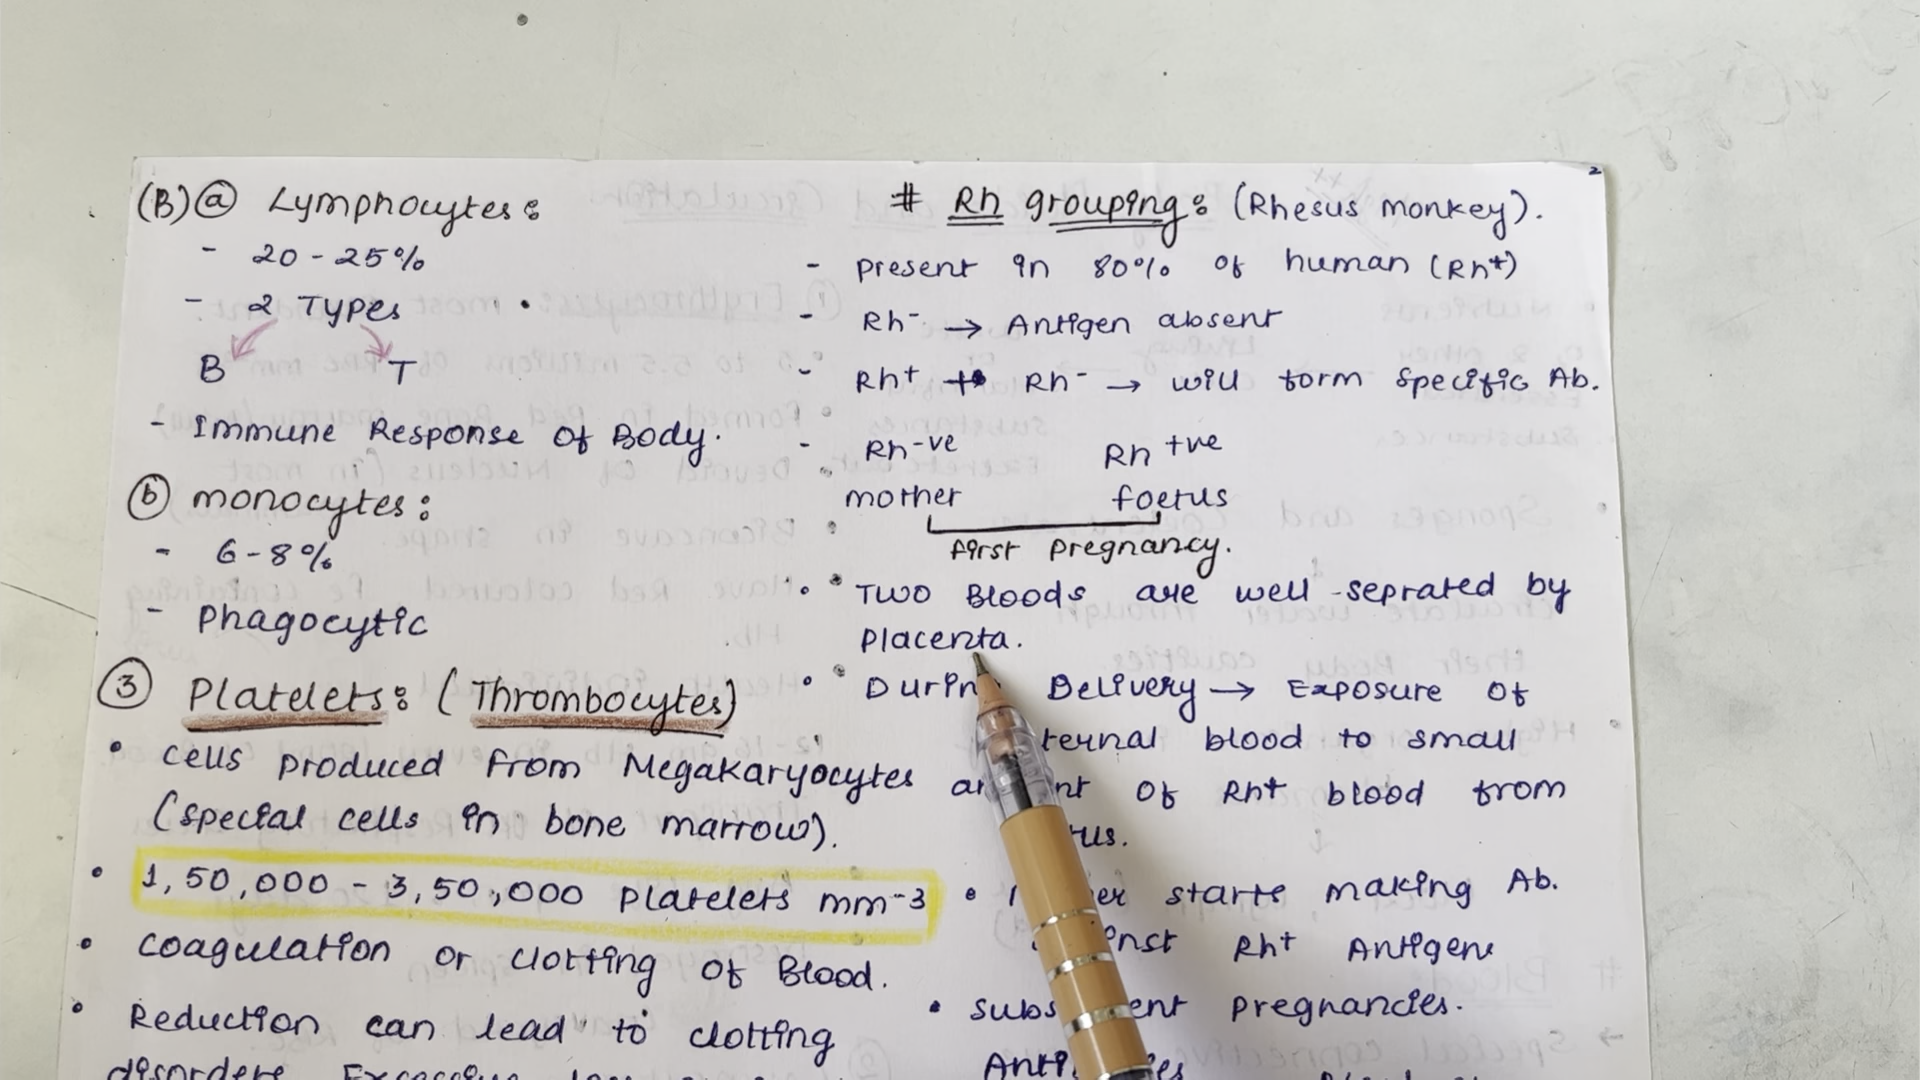 (B) ⓐ Lymphocytes:
- 20-25%
- 2 Types
B T
- Immune Response of Body.
ⓑ monocytes:
- 6-8%
- Phagocytic
③ Platelets: (Thrombocytes)
• cells produced from Megakaryocytes
(special cells in bone marrow).
• 1,50,000 - 3,50,000 Platelets mm-3
• coagulation or clotting of Blood.
• Reduction can lead to clotting
# Rh grouping: (Rhesus monkey).
- present in 80% of human (Rh+)
- Rh- → Antigen absent
- Rh+ Rh- → will form specific Ab.
- Rh-ve Rh+ve
mother foetus
first pregnancy.
• Two Bloods are well seprated by
Placenta.
• Delivery → Exposure of
blood to small
of Rh+ blood from
• starts making Ab.
Rh+ Antigens
• pregnancies.